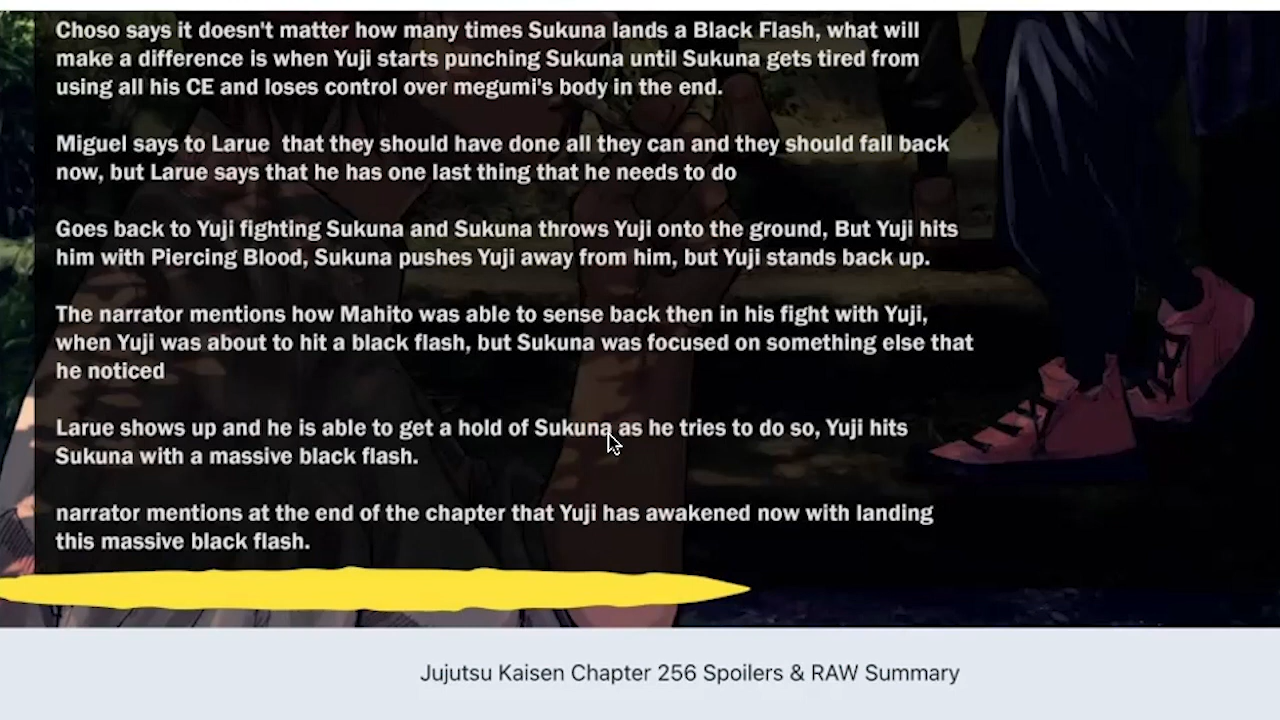 Choso says it doesn't matter how many times Sukuna lands a Black Flash, what will
make a difference is when Yuji starts punching Sukuna until Sukuna gets tired from
using all his CE and loses control over megumi's body in the end.
Miguel says to Larue  that they should have done all they can and they should fall back
now, but Larue says that he has one last thing that he needs to do
Goes back to Yuji fighting Sukuna and Sukuna throws Yuji onto the ground, But Yuji hits
him with Piercing Blood, Sukuna pushes Yuji away from him, but Yuji stands back up.
The narrator mentions how Mahito was able to sense back then in his fight with Yuji,
when Yuji was about to hit a black flash, but Sukuna was focused on something else that
he noticed
Larue shows up and he is able to get a hold of Sukuna as he tries to do so, Yuji hits
Sukuna with a massive black flash.
narrator mentions at the end of the chapter that Yuji has awakened now with landing
this massive black flash.
Jujutsu Kaisen Chapter 256 Spoilers & RAW Summary